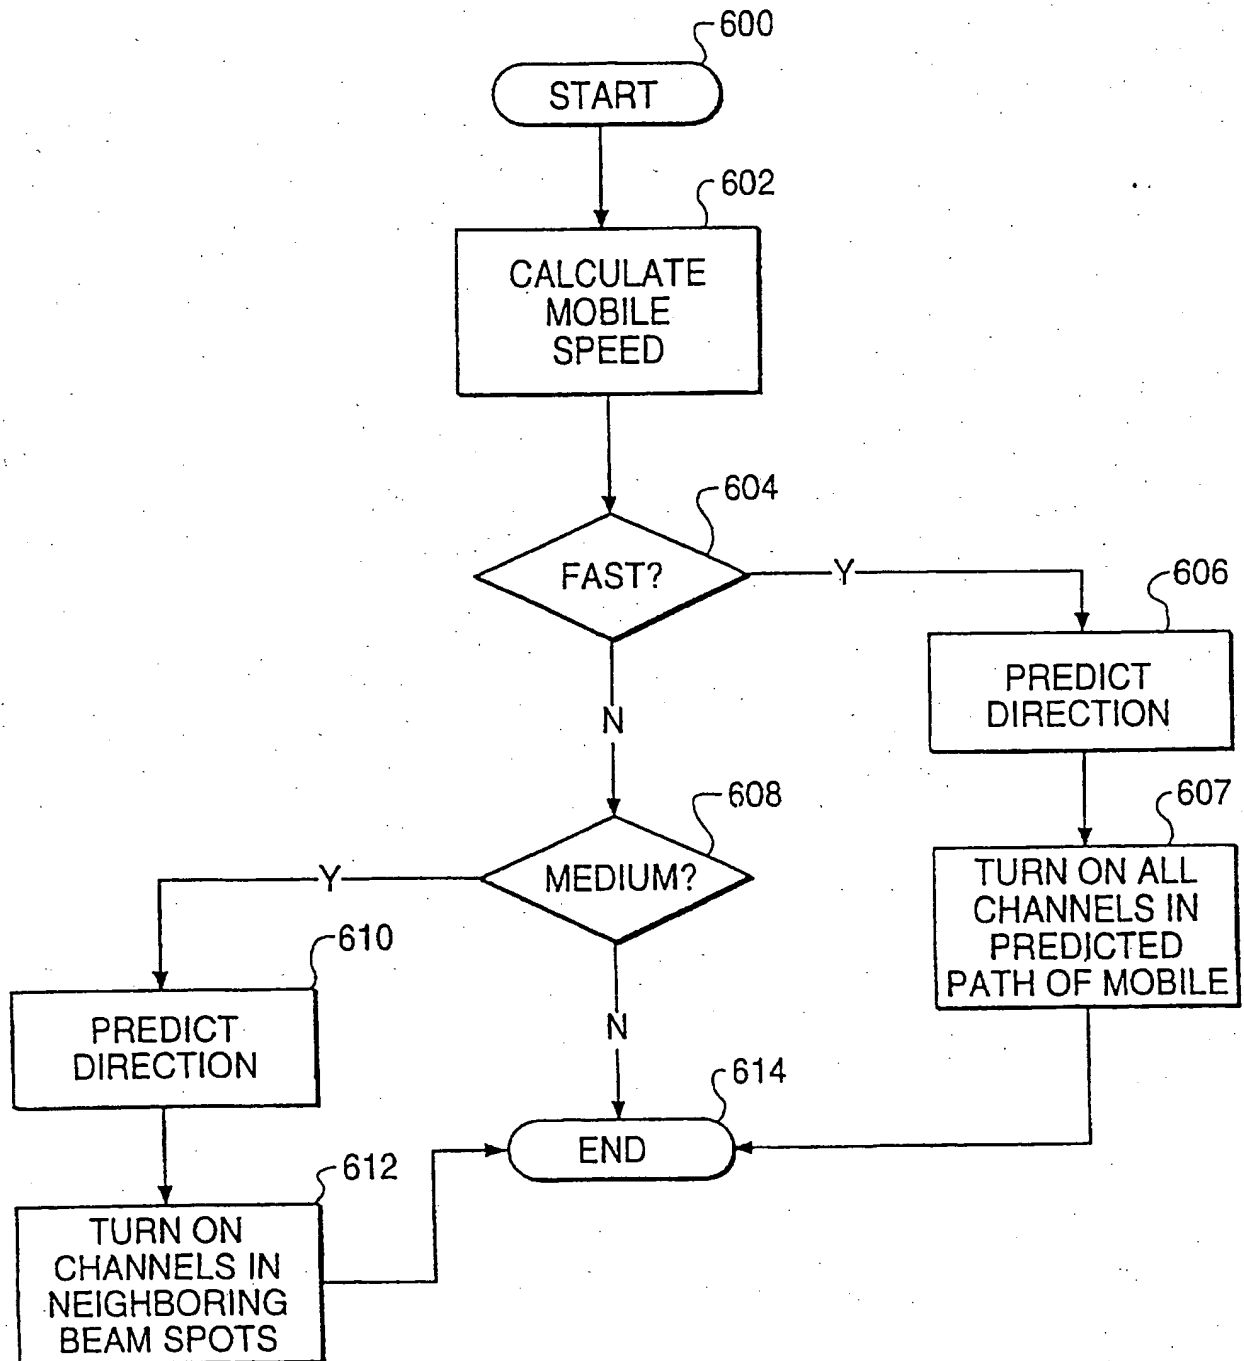 600
START
602
CALCULATE
MOBILE
SPEED
604
FAST?
Y
606
PREDICT
DIRECTION
N
607
TURN ON ALL
CHANNELS IN
PREDICTED
PATH OF MOBILE
608
MEDIUM?
Y
610
PREDICT
DIRECTION
N
614
END
612
TURN ON
CHANNELS IN
NEIGHBORING
BEAM SPOTS